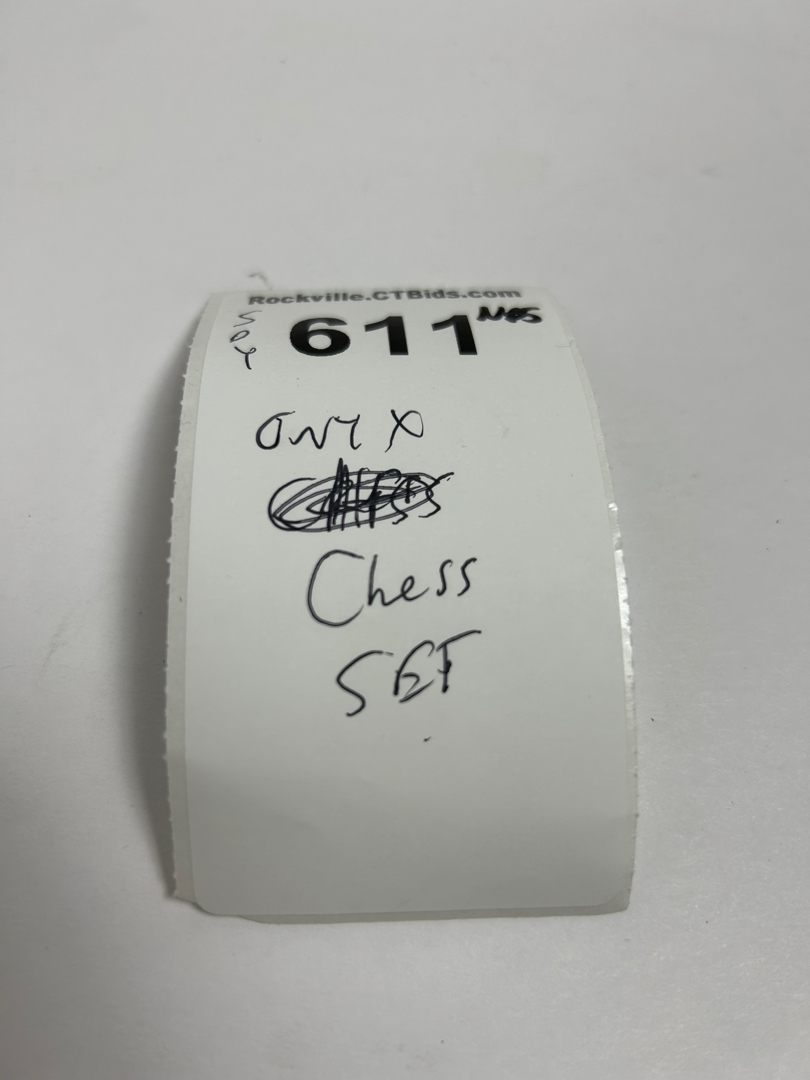 Rockville.CTBids.com
611
ONYX
Chess
SET